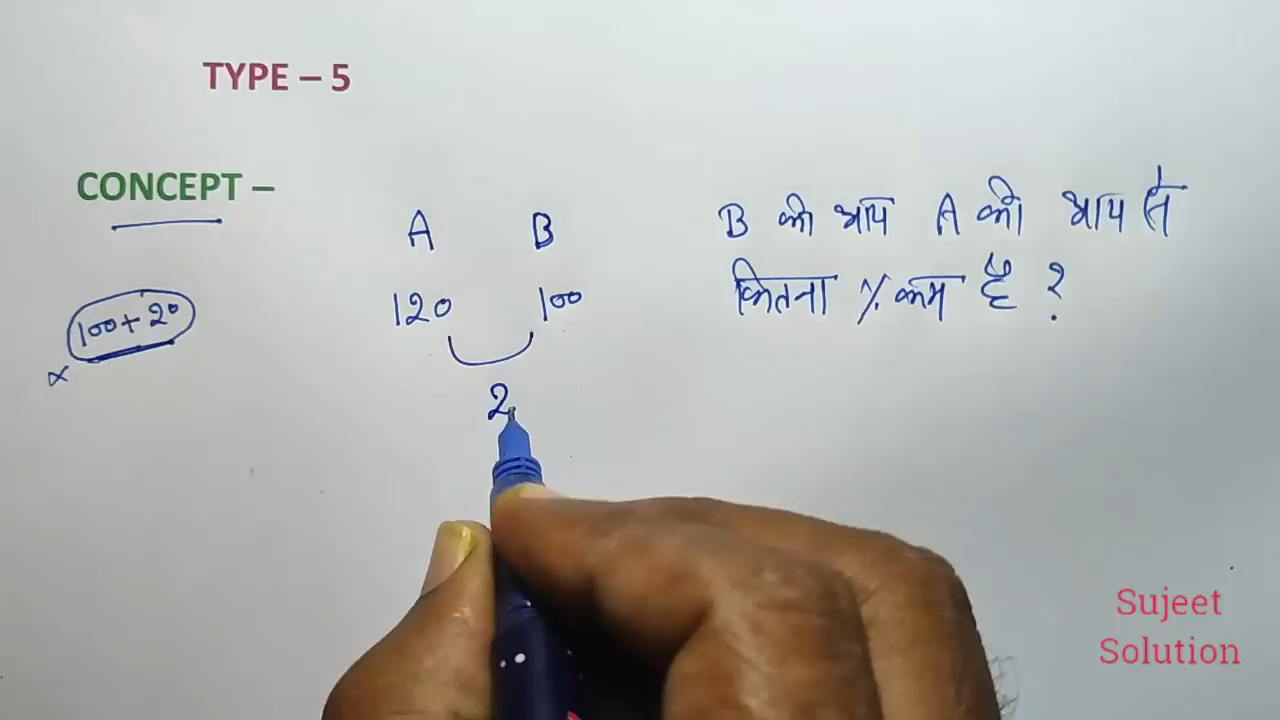 TYPE – 5
CONCEPT –
A B
B की आय A की आय से
कितना % कम है ?
120 100
100 + 20
2
Sujeet
Solution